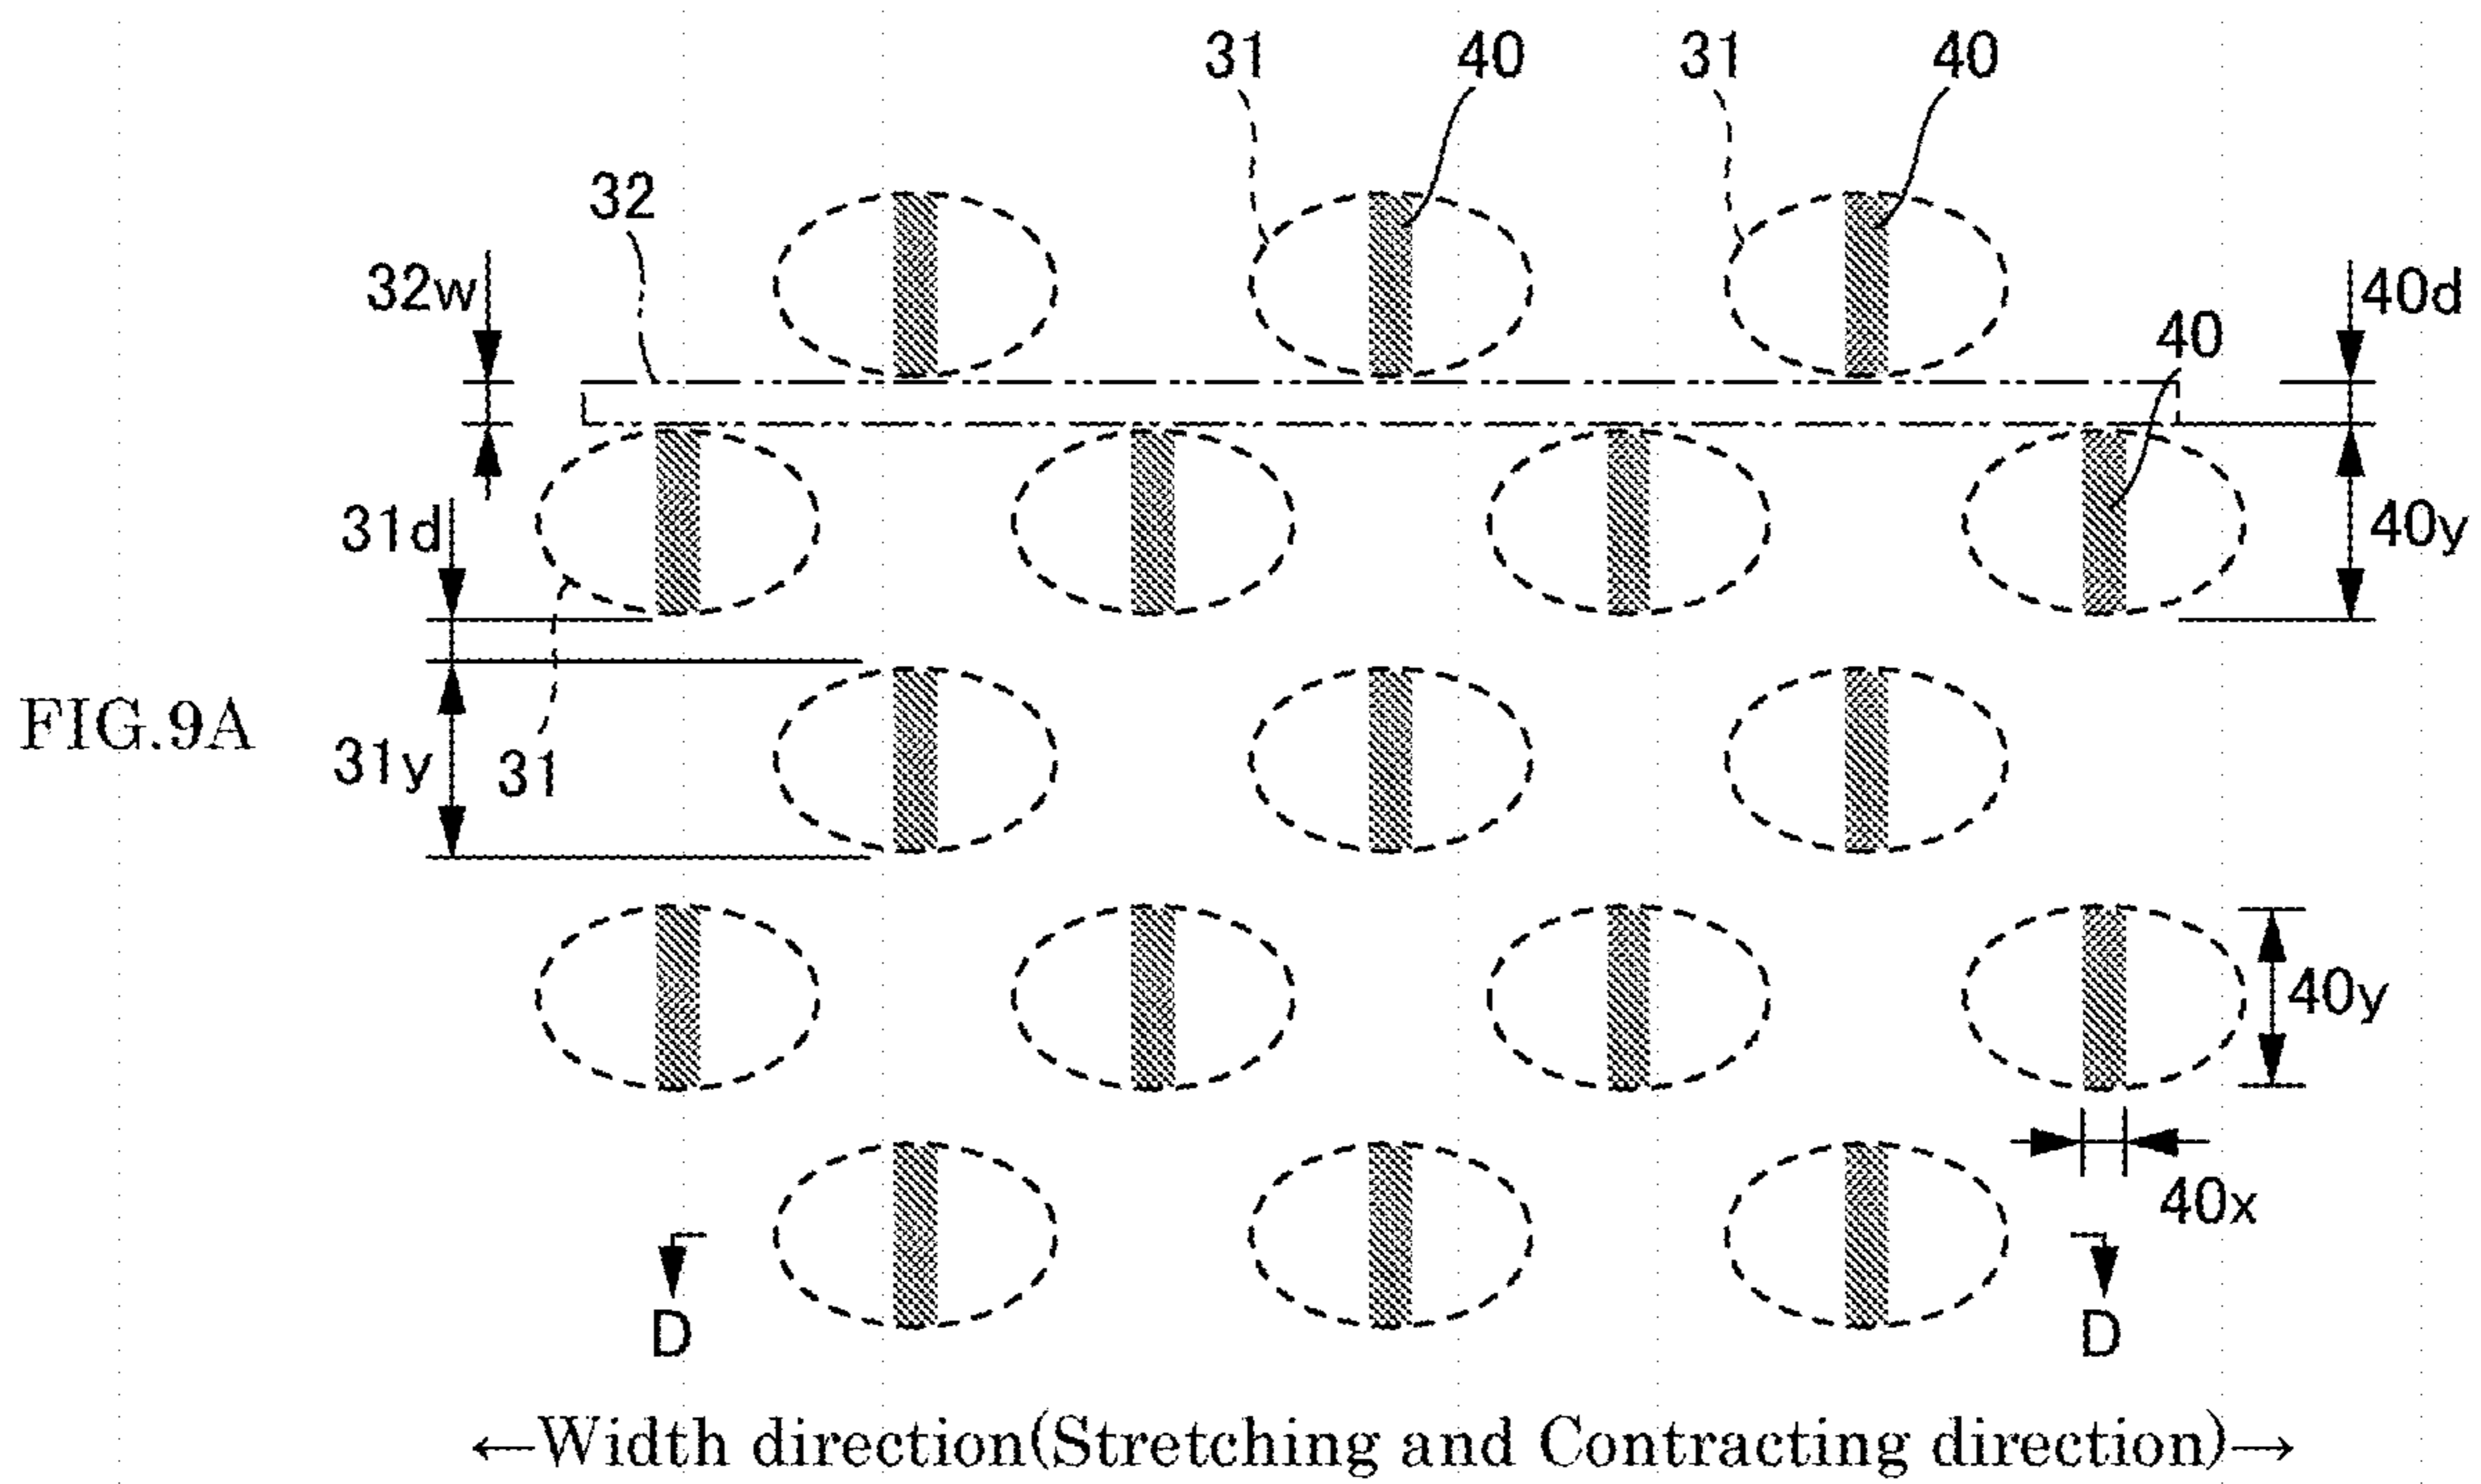 31 40 31 40
32
32w 40d
40
31d 40y
FIG.9A
31y 31
40y
40x
D D
←Width direction(Stretching and Contracting direction)→